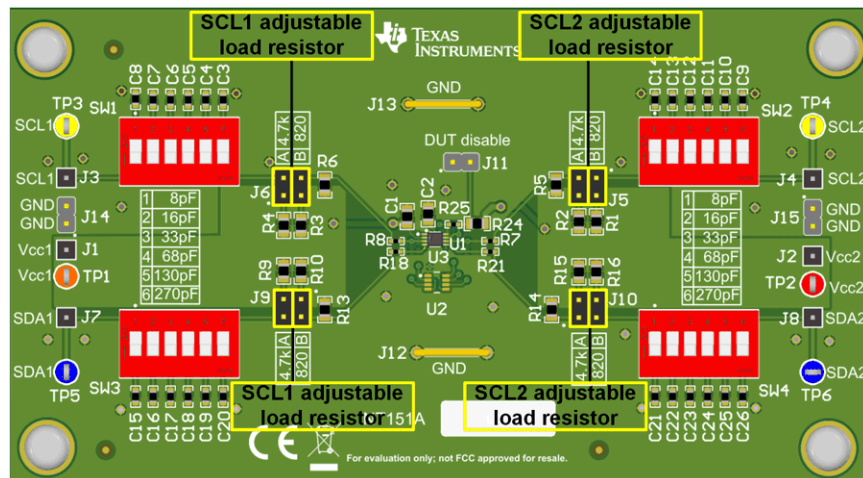 SCL1 adjustable
load resistor
TEXAS
INSTRUMENTS
SCL2 adjustable
load resistor
C8 C7 C6 C5 C4 C3
C14 C13 C12 C11 C10 C9
TP3
SW1
GND
J13
SW2
TP4
SCL1
SCL2
A 4.7k
B 820
DUT disable
A 4.7k
B 820
J11
SCL1
J3
J6
R6
R5
J5
J4
SCL2
GND
GND
J14
1 8pF
2 16pF
3 33pF
4 68pF
5 130pF
6 270pF
R4
R3
C1
C2
R25
R24
U1
R8
R18
U3
R7
R21
U2
R2
R1
1 8pF
2 16pF
3 33pF
4 68pF
5 130pF
6 270pF
GND
GND
J15
Vcc1
J1
Vcc1
TP1
J2
Vcc2
TP2
Vcc2
R9
R10
R15
R16
SDA1
J7
J9
R13
R14
J10
J8
SDA2
4.7k A
820 B
J12
GND
4.7k A
820 B
SDA1
TP5
SW3
SW4
TP6
SDA2
SCL1 adjustable
load resistor
SCL2 adjustable
load resistor
C15 C16 C17 C18 C19 C20
151A
C21 C22 C23 C24 C25 C26
CE
For evaluation only; not FCC approved for resale.